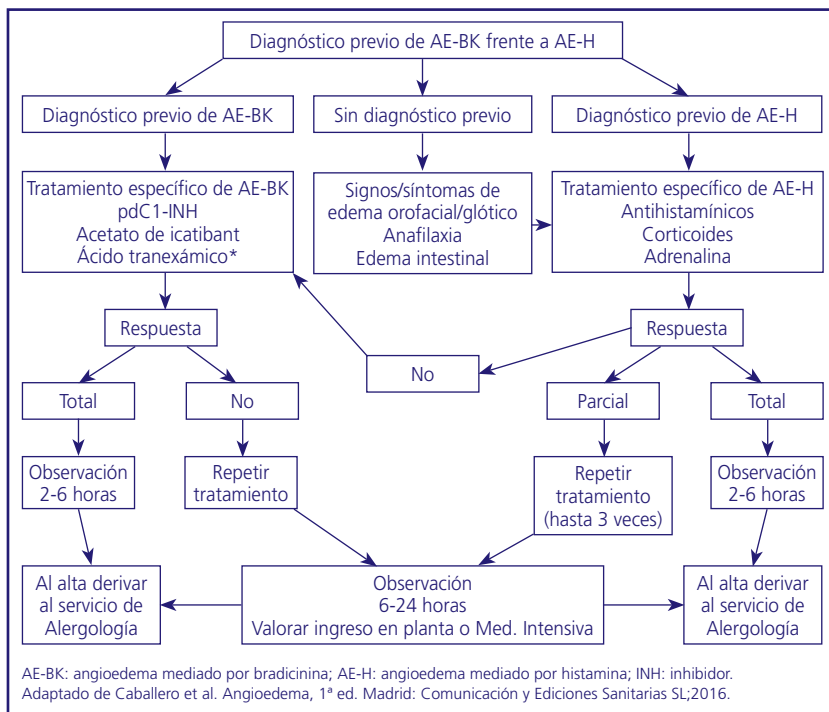 Diagnóstico previo de AE-BK frente a AE-H
Diagnóstico previo de AE-BK
Sin diagnóstico previo
Diagnóstico previo de AE-H
Tratamiento específico de AE-BK
pdC1-INH
Acetato de icatibant
Ácido tranexámico*
Signos/síntomas de
edema orofacial/glótico
Anafilaxia
Edema intestinal
Tratamiento específico de AE-H
Antihistamínicos
Corticoides
Adrenalina
Respuesta
Respuesta
No
Total
No
Parcial
Total
Observación
2-6 horas
Repetir
tratamiento
Repetir
tratamiento
(hasta 3 veces)
Observación
2-6 horas
Al alta derivar
al servicio de
Alergología
Observación
6-24 horas
Valorar ingreso en planta o Med. Intensiva
Al alta derivar
al servicio de
Alergología
AE-BK: angioedema mediado por bradicinina; AE-H: angioedema mediado por histamina; INH: inhibidor.
Adaptado de Caballero et al. Angioedema, 1ª ed. Madrid: Comunicación y Ediciones Sanitarias SL;2016.